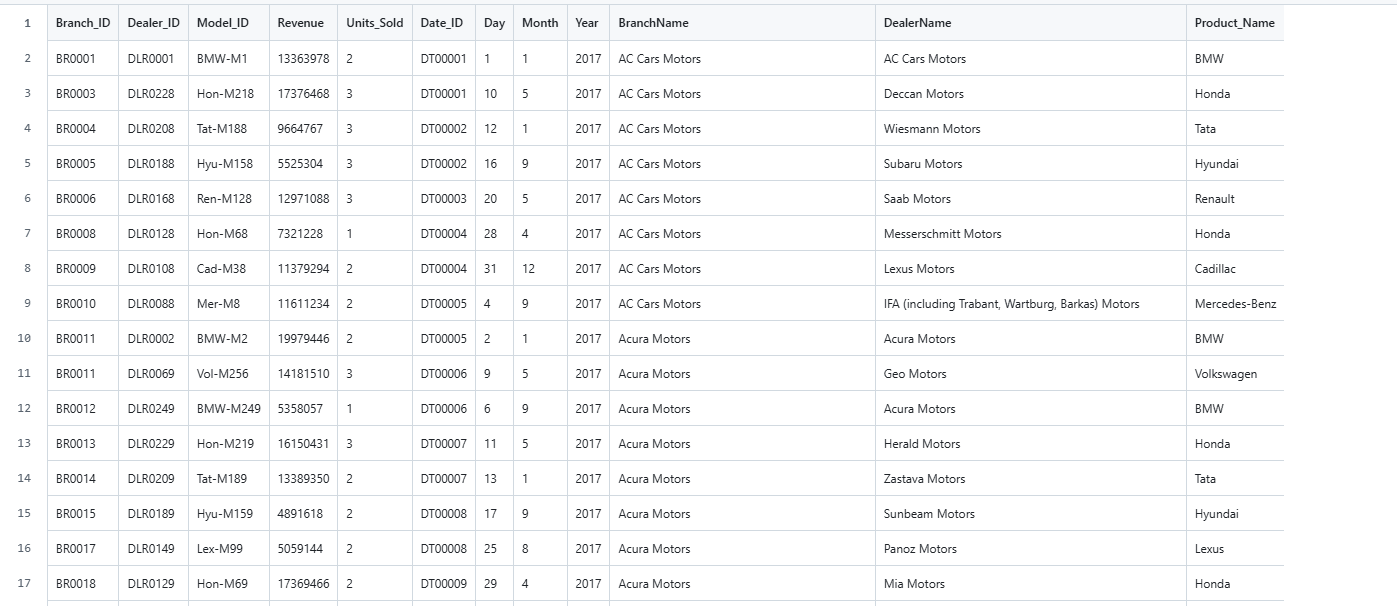 1 Branch_ID Dealer_ID Model_ID Revenue Units_Sold Date_ID Day Month Year BranchName DealerName Product_Name
2 BR0001 DLR0001 BMW-M1 13363978 2 DT00001 1 1 2017 AC Cars Motors AC Cars Motors BMW
3 BR0003 DLR0228 Hon-M218 17376468 3 DT00001 10 5 2017 AC Cars Motors Deccan Motors Honda
4 BR0004 DLR0208 Tat-M188 9664767 3 DT00002 12 1 2017 AC Cars Motors Wiesmann Motors Tata
5 BR0005 DLR0188 Hyu-M158 5525304 3 DT00002 16 9 2017 AC Cars Motors Subaru Motors Hyundai
6 BR0006 DLR0168 Ren-M128 12971088 3 DT00003 20 5 2017 AC Cars Motors Saab Motors Renault
7 BR0008 DLR0128 Hon-M68 7321228 1 DT00004 28 4 2017 AC Cars Motors Messerschmitt Motors Honda
8 BR0009 DLR0108 Cad-M38 11379294 2 DT00004 31 12 2017 AC Cars Motors Lexus Motors Cadillac
9 BR0010 DLR0088 Mer-M8 11611234 2 DT00005 4 9 2017 AC Cars Motors IFA (including Trabant, Wartburg, Barkas) Motors Mercedes-Benz
10 BR0011 DLR0002 BMW-M2 19979446 2 DT00005 2 1 2017 Acura Motors Acura Motors BMW
11 BR0011 DLR0069 Vol-M256 14181510 3 DT00006 9 5 2017 Acura Motors Geo Motors Volkswagen
12 BR0012 DLR0249 BMW-M249 5358057 1 DT00006 6 9 2017 Acura Motors Acura Motors BMW
13 BR0013 DLR0229 Hon-M219 16150431 3 DT00007 11 5 2017 Acura Motors Herald Motors Honda
14 BR0014 DLR0209 Tat-M189 13389350 2 DT00007 13 1 2017 Acura Motors Zastava Motors Tata
15 BR0015 DLR0189 Hyu-M159 4891618 2 DT00008 17 9 2017 Acura Motors Sunbeam Motors Hyundai
16 BR0017 DLR0149 Lex-M99 5059144 2 DT00008 25 8 2017 Acura Motors Panoz Motors Lexus
17 BR0018 DLR0129 Hon-M69 17369466 2 DT00009 29 4 2017 Acura Motors Mia Motors Honda